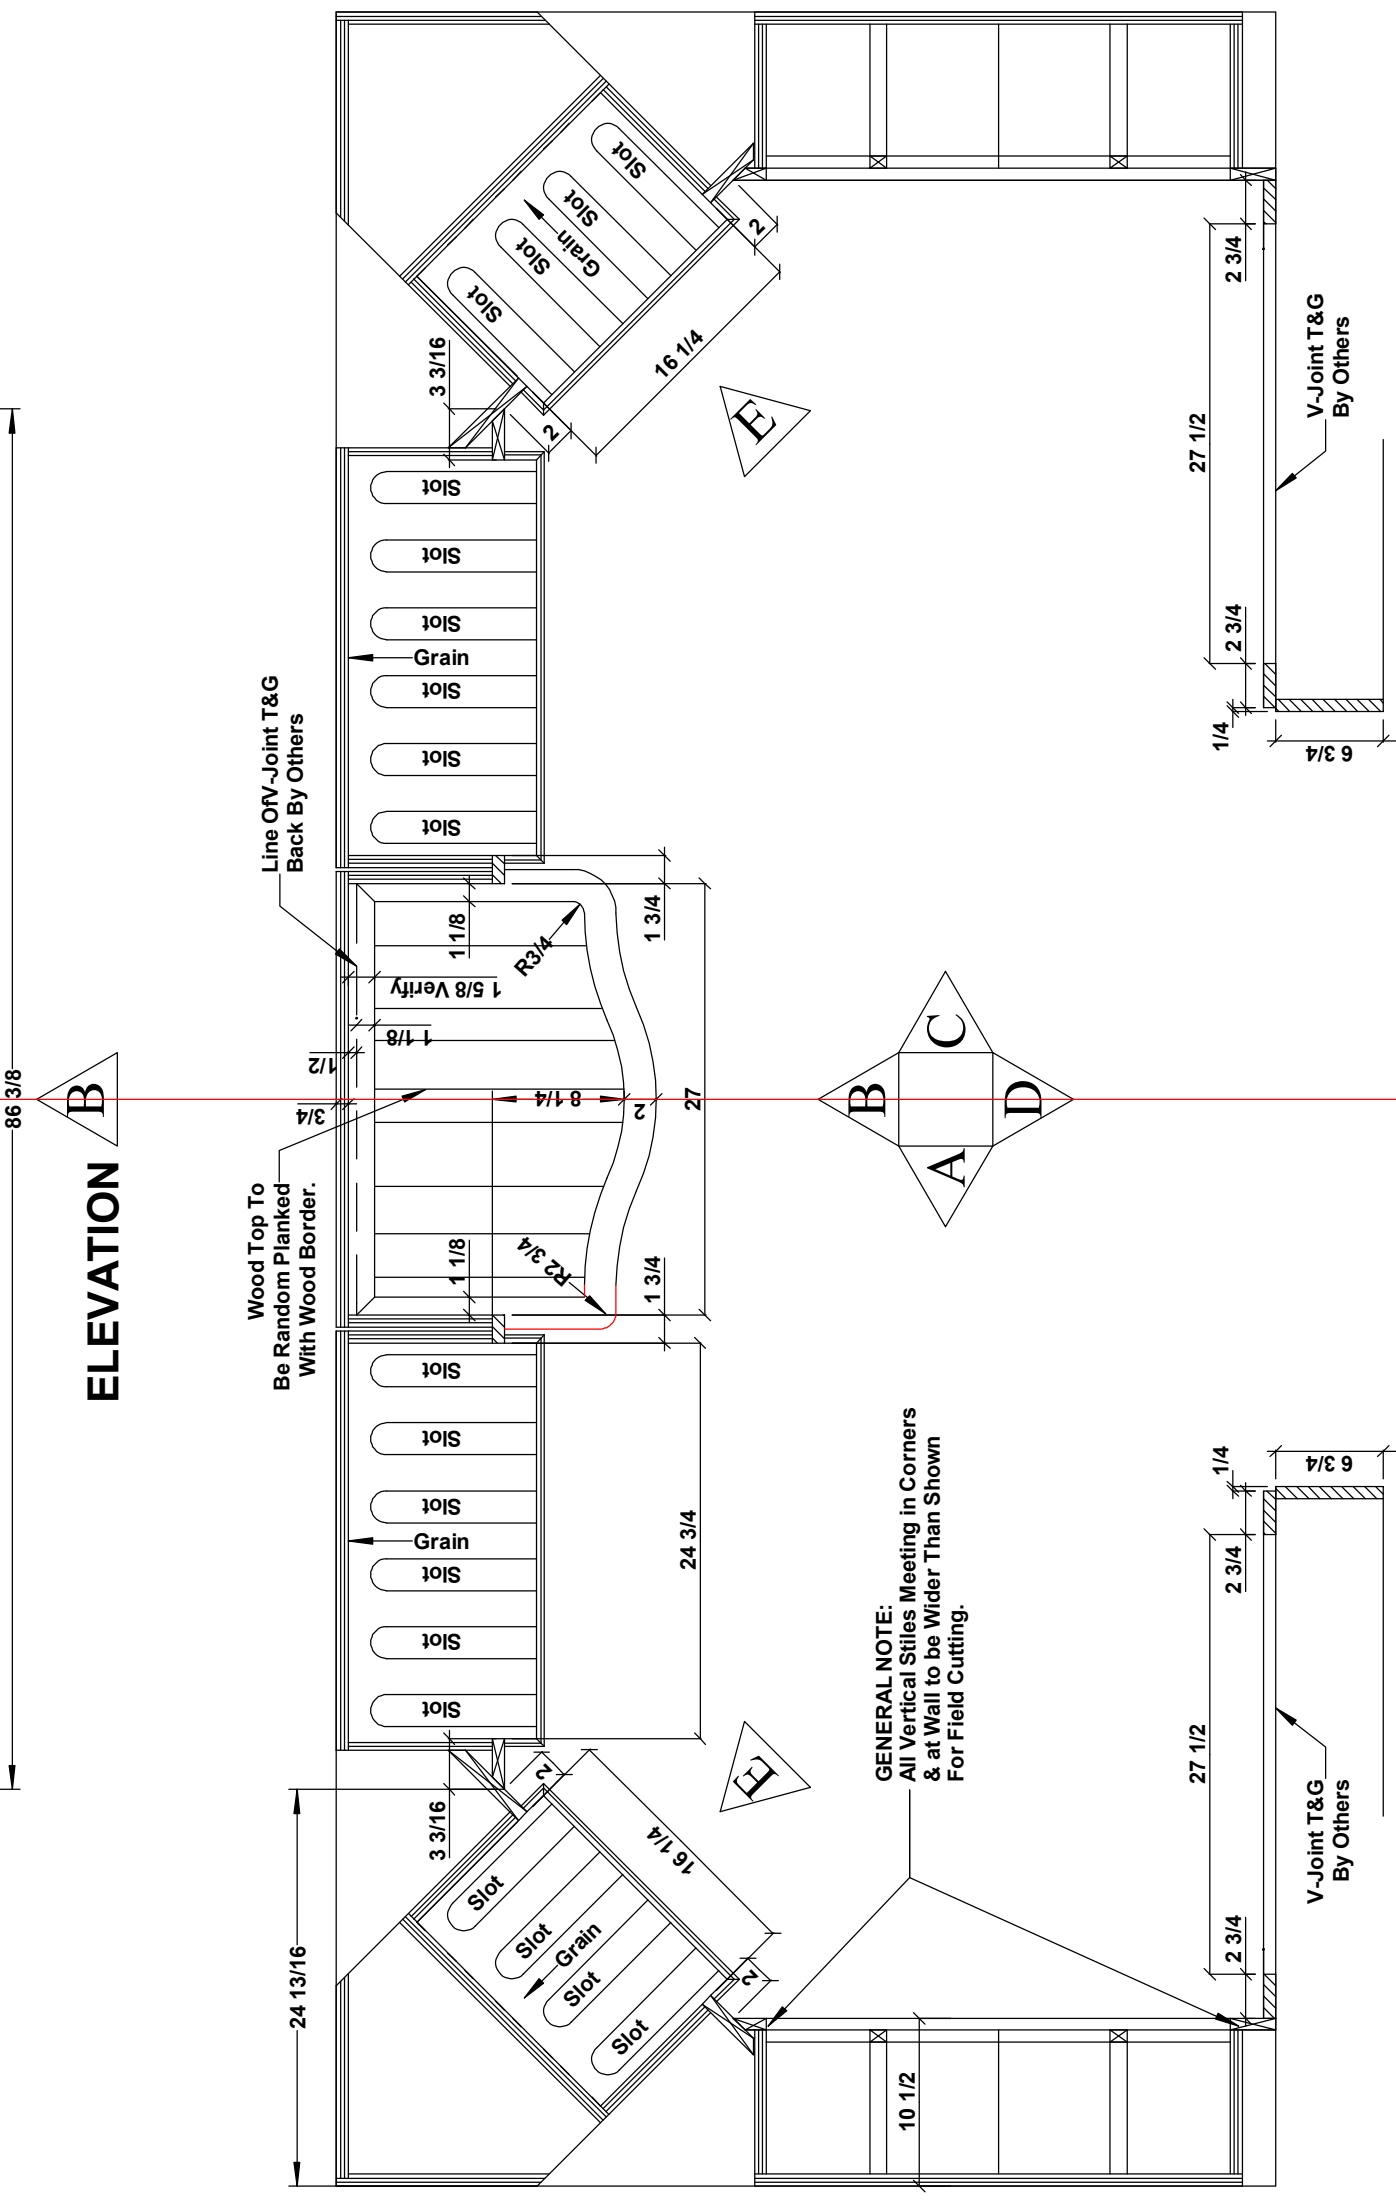 86 3/8
B
ELEVATION
Line OfV-Joint T&G
Back By Others
Wood Top To
Be Random Planked
With Wood Border.
24 13/16
3/4
1/2
1 1/8
1 5/8 Verify
8 1/4
2
27
1 1/8
1 1/8
R3/4
R2 3/4
1 3/4
1 3/4
24 3/4
3 3/16
3 3/16
Slot
Slot
Slot
Slot
Slot
Slot
Grain
Slot
Slot
Slot
Slot
Slot
Slot
Grain
Slot
Slot
Slot
Slot
Grain
Slot
Slot
Slot
Slot
Grain
2
16 1/4
2
2
16 1/4
2
E
E
B
A
C
D
GENERAL NOTE:
All Vertical Stiles Meeting in Corners
& at Wall to be Wider Than Shown
For Field Cutting.
10 1/2
2 3/4
27 1/2
2 3/4
1/4
6 3/4
V-Joint T&G
By Others
1/4
2 3/4
27 1/2
2 3/4
6 3/4
V-Joint T&G
By Others